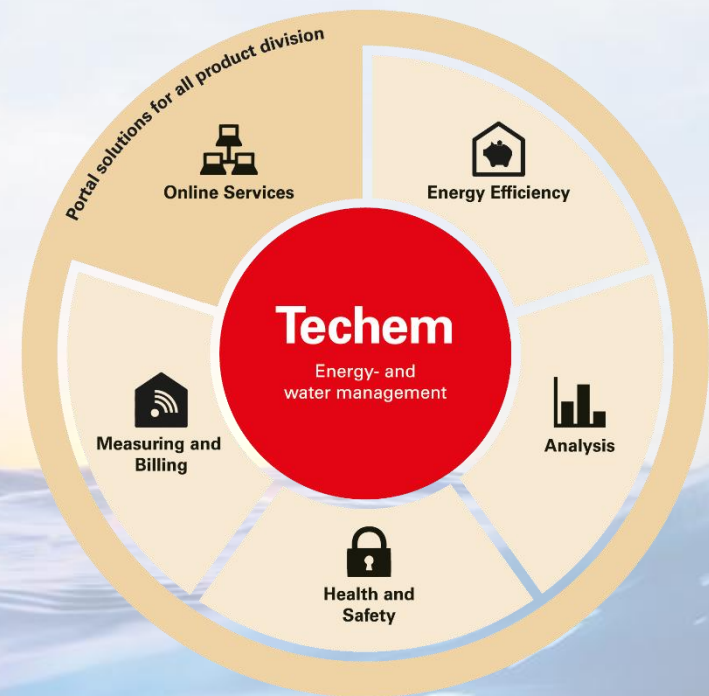 Portal solutions for all product division
Online Services
Energy Efficiency
Techem
Energy- and
water management
Measuring and
Billing
Analysis
Health and
Safety